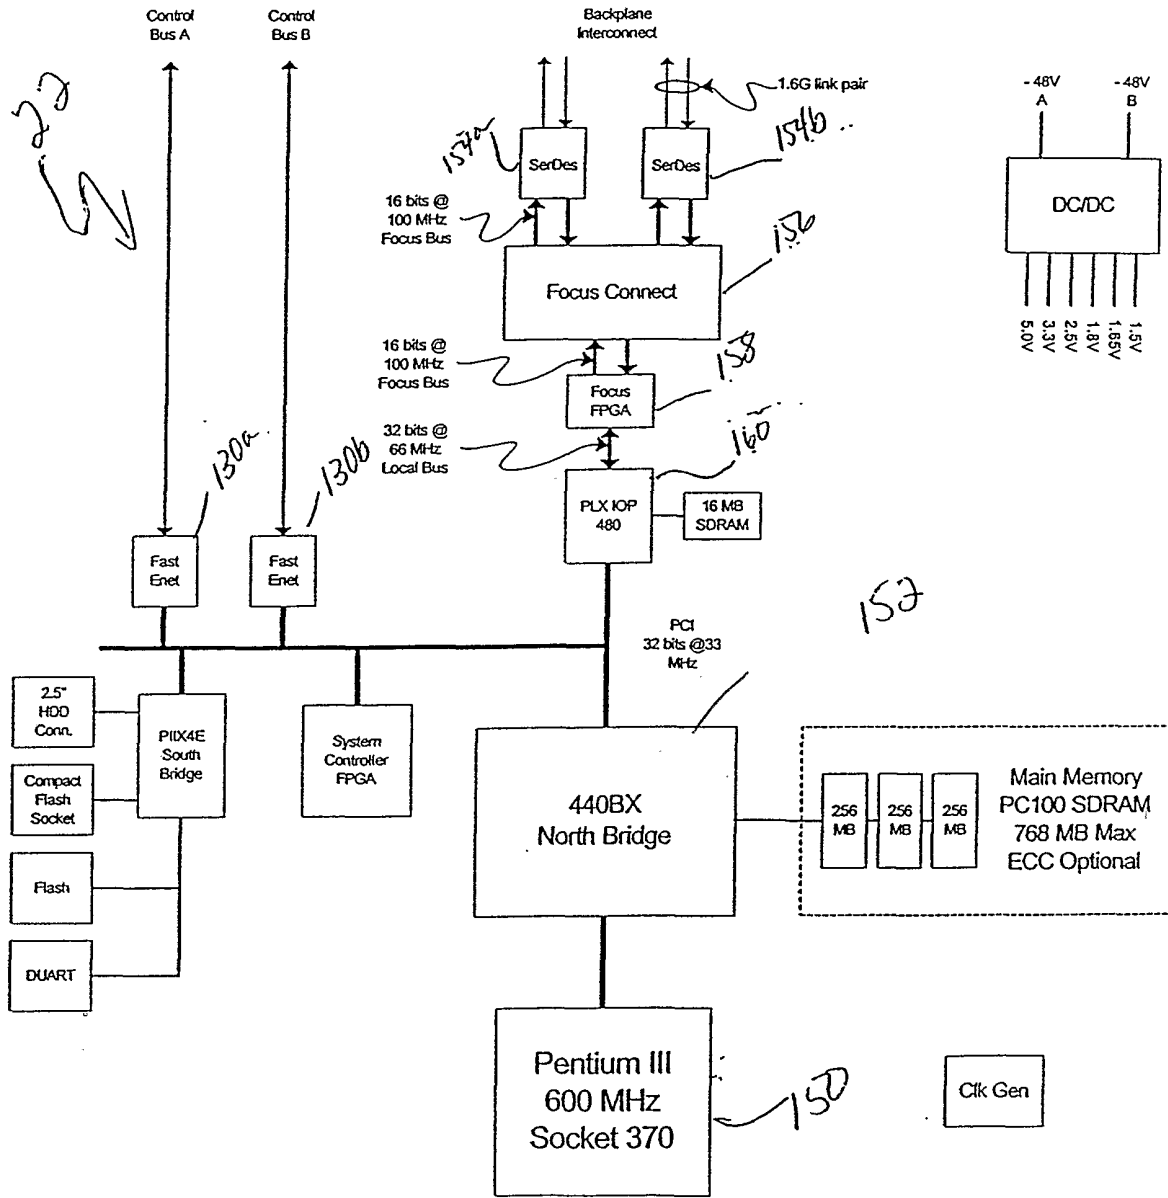 Control
Bus A
Control
Bus B
Backplane
Interconnect
22
1.6G link pair
- 48V
A
- 48V
B
154a
SerDes
SerDes
154b
DC/DC
16 bits @
100 MHz
Focus Bus
156
Focus Connect
5.0V
3.3V
2.5V
1.8V
1.65V
1.5V
16 bits @
100 MHz
Focus Bus
158
Focus
FPGA
130a
130b
32 bits @
66 MHz
Local Bus
160
PLX IOP
480
16 MB
SDRAM
Fast
Enet
Fast
Enet
152
PCI
32 bits @33
MHz
2.5"
HDD
Conn.
PIIX4E
South
Bridge
System
Controller
FPGA
Compact
Flash
Socket
440BX
North Bridge
256
MB
256
MB
256
MB
Main Memory
PC100 SDRAM
768 MB Max
ECC Optional
Flash
DUART
Pentium III
600 MHz
Socket 370
150
Clk Gen